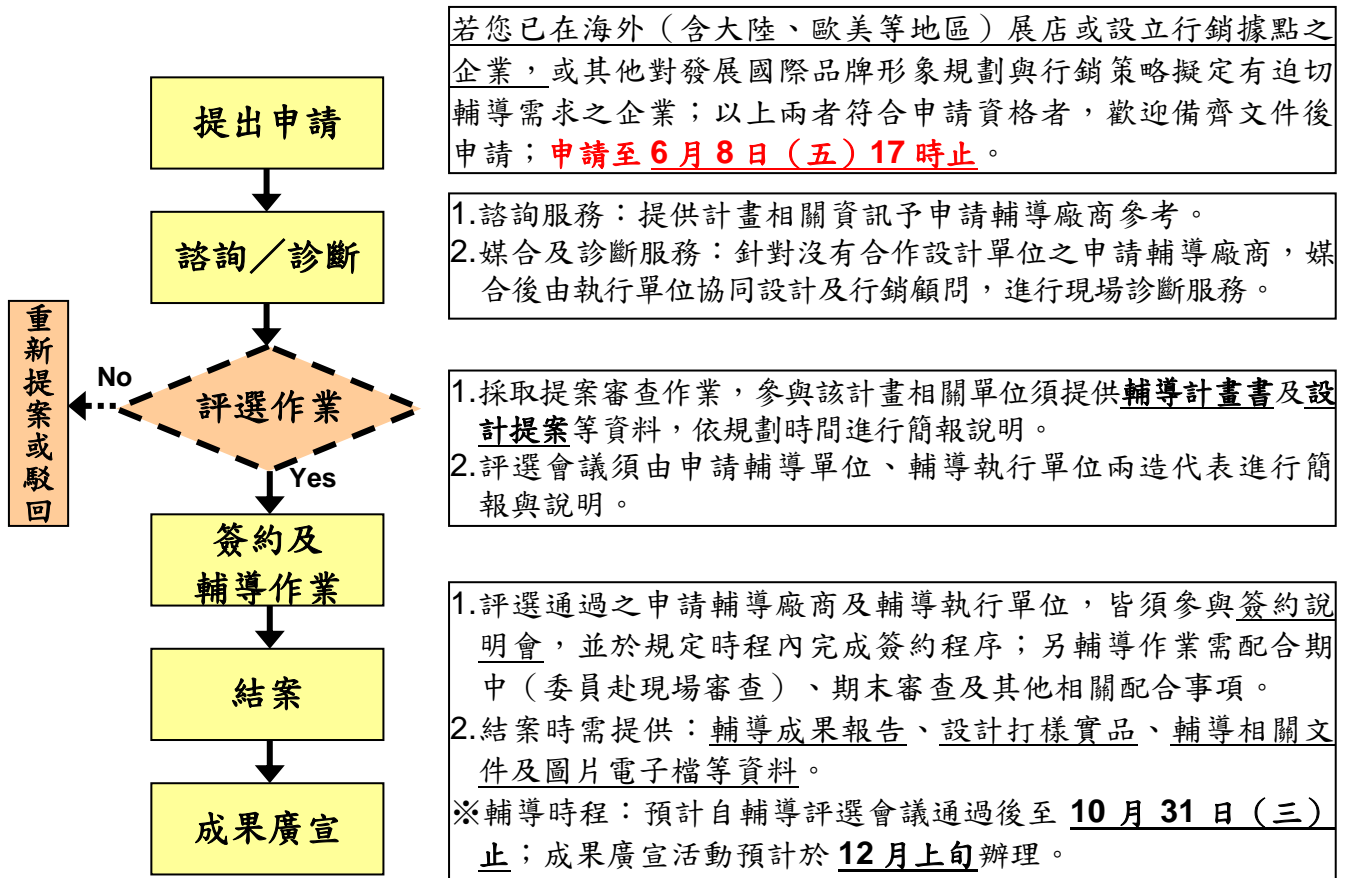 提出申請
若您已在海外（含大陸、歐美等地區）展店或設立行銷據點之
企業，或其他對發展國際品牌形象規劃與行銷策略擬定有迫切
輔導需求之企業；以上兩者符合申請資格者，歡迎備齊文件後
申請；申請至 6 月 8 日（五）17 時止。
諮詢／診斷
1.諮詢服務：提供計畫相關資訊予申請輔導廠商參考。
2.媒合及診斷服務：針對沒有合作設計單位之申請輔導廠商，媒
合後由執行單位協同設計及行銷顧問，進行現場診斷服務。
重新提案或駁回
No
評選作業
Yes
1.採取提案審查作業，參與該計畫相關單位須提供輔導計畫書及設
計提案等資料，依規劃時間進行簡報說明。
2.評選會議須由申請輔導單位、輔導執行單位兩造代表進行簡
報與說明。
簽約及
輔導作業
結案
成果廣宣
1.評選通過之申請輔導廠商及輔導執行單位，皆須參與簽約說
明會，並於規定時程內完成簽約程序；另輔導作業需配合期
中（委員赴現場審查）、期末審查及其他相關配合事項。
2.結案時需提供：輔導成果報告、設計打樣實品、輔導相關文
件及圖片電子檔等資料。
※輔導時程：預計自輔導評選會議通過後至 10 月 31 日（三）
止；成果廣宣活動預計於 12 月上旬辦理。